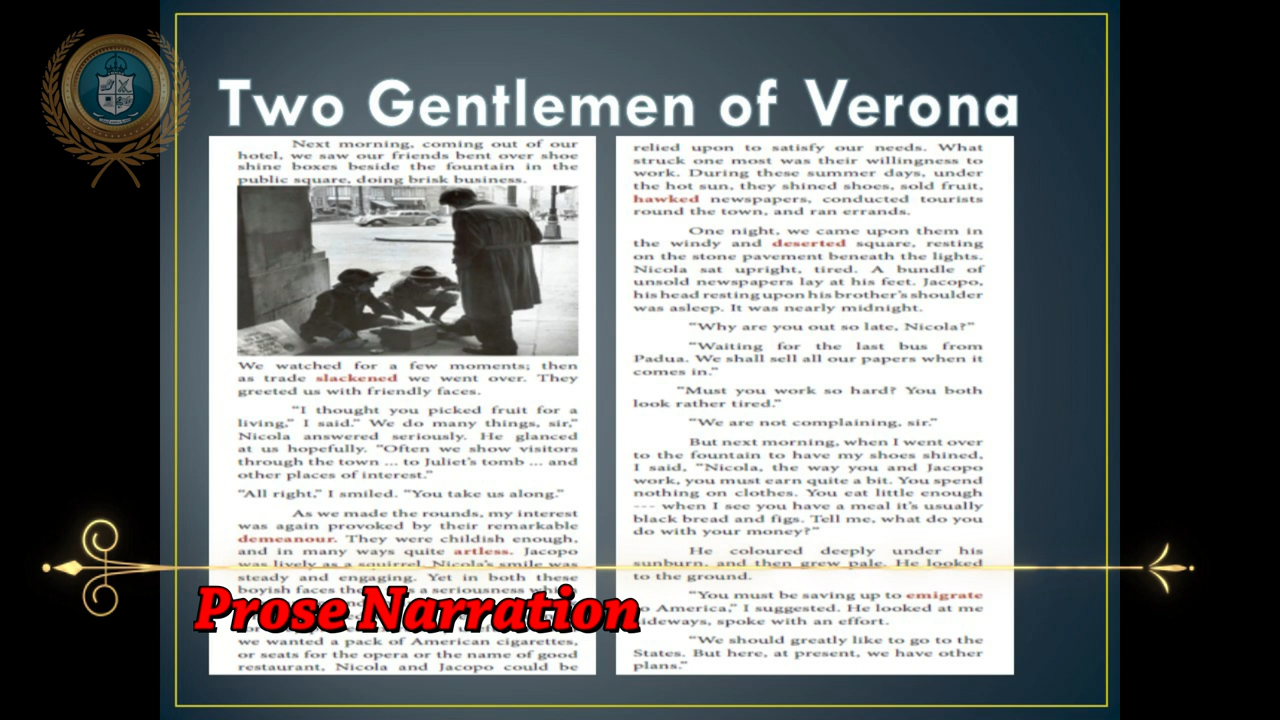 Two Gentlemen of Verona
Next morning, coming out of our
hotel, we saw our friends bent over shoe
shine boxes beside the fountain in the
public square, doing brisk business.
We watched for a few moments; then
as trade slackened we went over. They
greeted us with friendly faces.
"I thought you picked fruit for a
living," I said." We do many things, sir,"
Nicola answered seriously. He glanced
at us hopefully. "Often we show visitors
through the town ... to Juliet's tomb ... and
other places of interest."
"All right," I smiled. "You take us along."
As we made the rounds, my interest
was again provoked by their remarkable
demeanour. They were childish enough,
and in many ways quite artless. Jacopo
was lively as a squirrel. Nicola's smile was
steady and engaging. Yet in both these
boyish faces a seriousness
we wanted a pack of American cigarettes,
or seats for the opera or the name of good
restaurant, Nicola and Jacopo could be
Prose Narration
relied upon to satisfy our needs. What
struck one most was their willingness to
work. During these summer days, under
the hot sun, they shined shoes, sold fruit,
hawked newspapers, conducted tourists
round the town, and ran errands.
One night, we came upon them in
the windy and deserted square, resting
on the stone pavement beneath the lights.
Nicola sat upright, tired. A bundle of
unsold newspapers lay at his feet. Jacopo,
his head resting upon his brother's shoulder
was asleep. It was nearly midnight.
"Why are you out so late, Nicola?"
"Waiting for the last bus from
Padua. We shall sell all our papers when it
comes in."
"Must you work so hard? You both
look rather tired."
"We are not complaining, sir."
But next morning, when I went over
to the fountain to have my shoes shined,
I said, "Nicola, the way you and Jacopo
work, you must earn quite a bit. You spend
nothing on clothes. You eat little enough
--- when I see you have a meal it's usually
black bread and figs. Tell me, what do you
do with your money?"
He coloured deeply under his
sunburn, and then grew pale. He looked
to the ground.
"You must be saving up to emigrate
to America," I suggested. He looked at me
sideways, spoke with an effort.
"We should greatly like to go to the
States. But here, at present, we have other
plans."